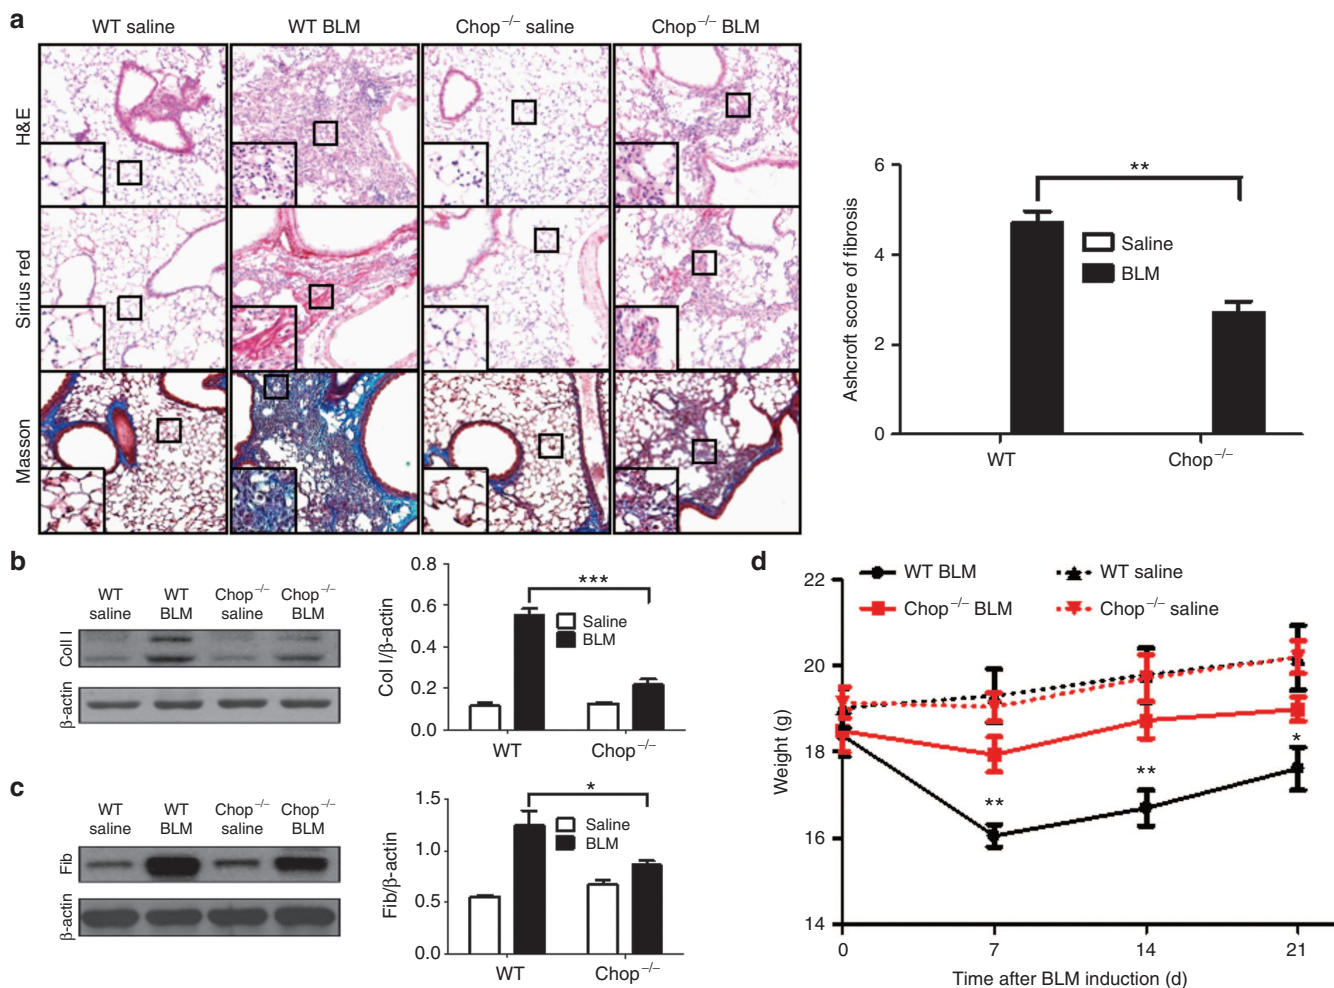 a
WT saline
WT BLM
Chop−/− saline
Chop−/− BLM
H&E
Sirius red
Masson
Ashcroft score of fibrosis
6
4
2
0
**
Saline
BLM
WT
Chop−/−
b
WT saline
WT BLM
Chop−/− saline
Chop−/− BLM
Coll I
β-actin
Col I/β-actin
0.8
0.6
0.4
0.2
0.0
***
Saline
BLM
WT
Chop−/−
c
WT saline
WT BLM
Chop−/− saline
Chop−/− BLM
Fib
β-actin
Fib/β-actin
1.5
1.0
0.5
0.0
*
Saline
BLM
WT
Chop−/−
d
WT BLM
WT saline
Chop−/− BLM
Chop−/− saline
Weight (g)
22
20
18
16
14
**
**
*
0
7
14
21
Time after BLM induction (d)